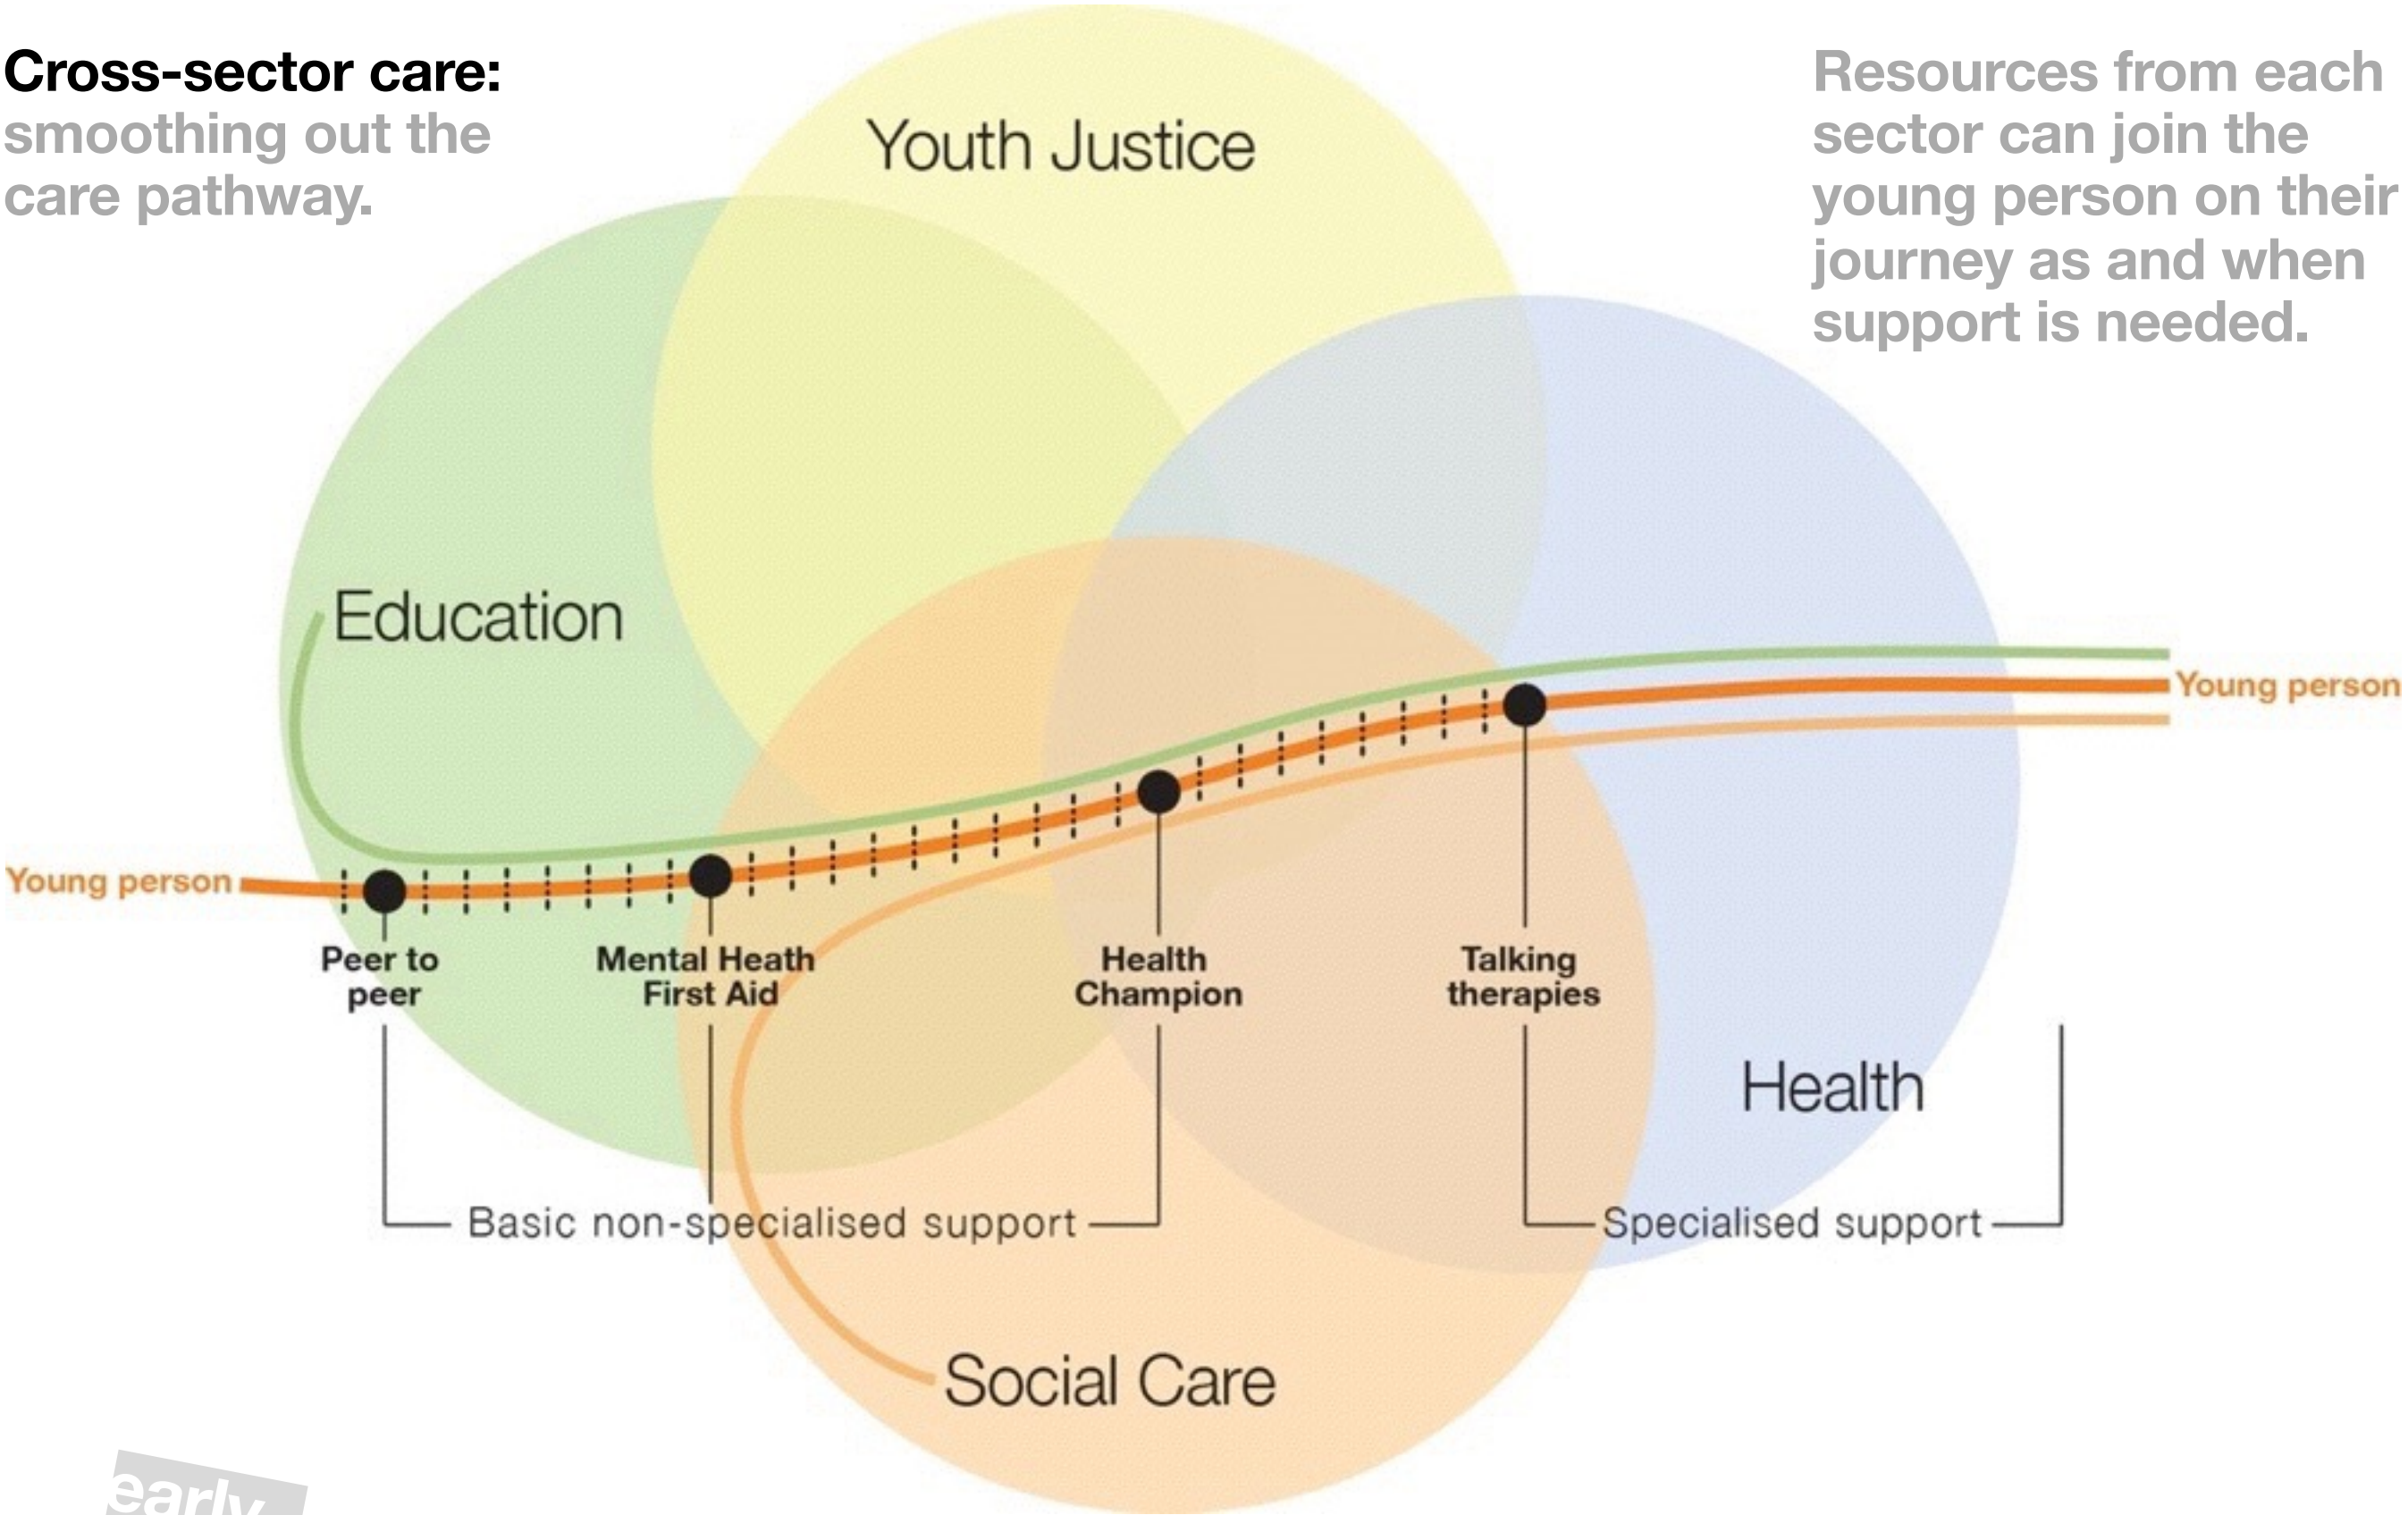 Cross-sector care:
smoothing out the
care pathway.
Resources from each
sector can join the
young person on their
journey as and when
support is needed.
Youth Justice
Education
Young person
Young person
Peer to
peer
Mental Heath
First Aid
Health
Champion
Talking
therapies
Health
Basic non-specialised support
Specialised support
Social Care
early